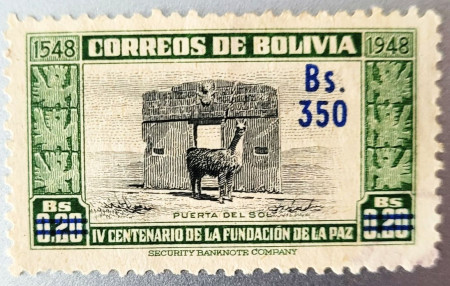 1548 CORREOS DE BOLIVIA 1948
Bs.
350
PUERTA DEL SOL
Bs Bs
0.20 0.20
IV CENTENARIO DE LA FUNDACIÓN DE LA PAZ
SECURITY BANKNOTE COMPANY